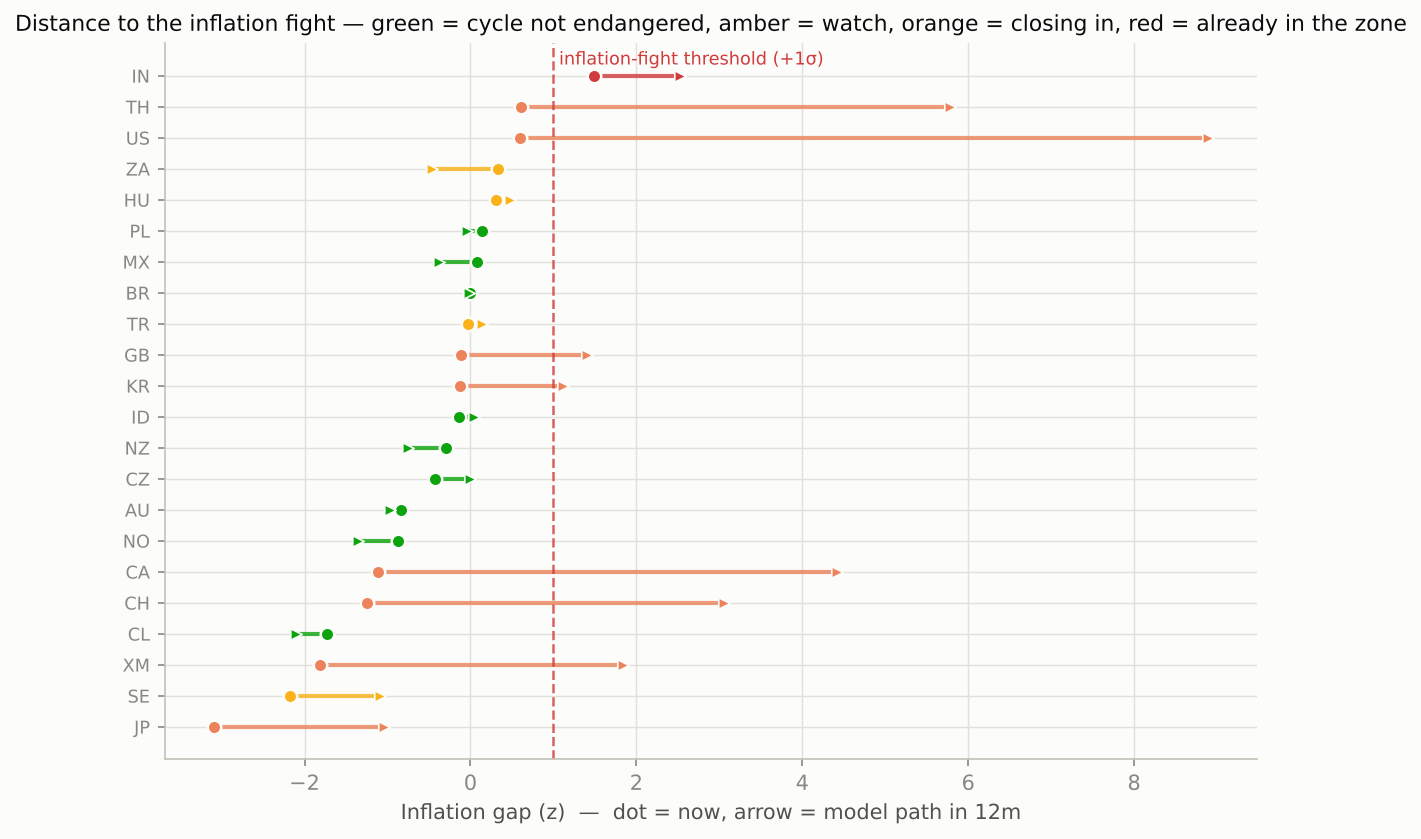 Distance to the inflation fight — green = cycle not endangered, amber = watch, orange = closing in, red = already in the zone
inflation-fight threshold (+1σ)
IN
TH
US
ZA
HU
PL
MX
BR
TR
GB
KR
ID
NZ
CZ
AU
NO
CA
CH
CL
XM
SE
JP
−2 0 2 4 6 8
Inflation gap (z) — dot = now, arrow = model path in 12m